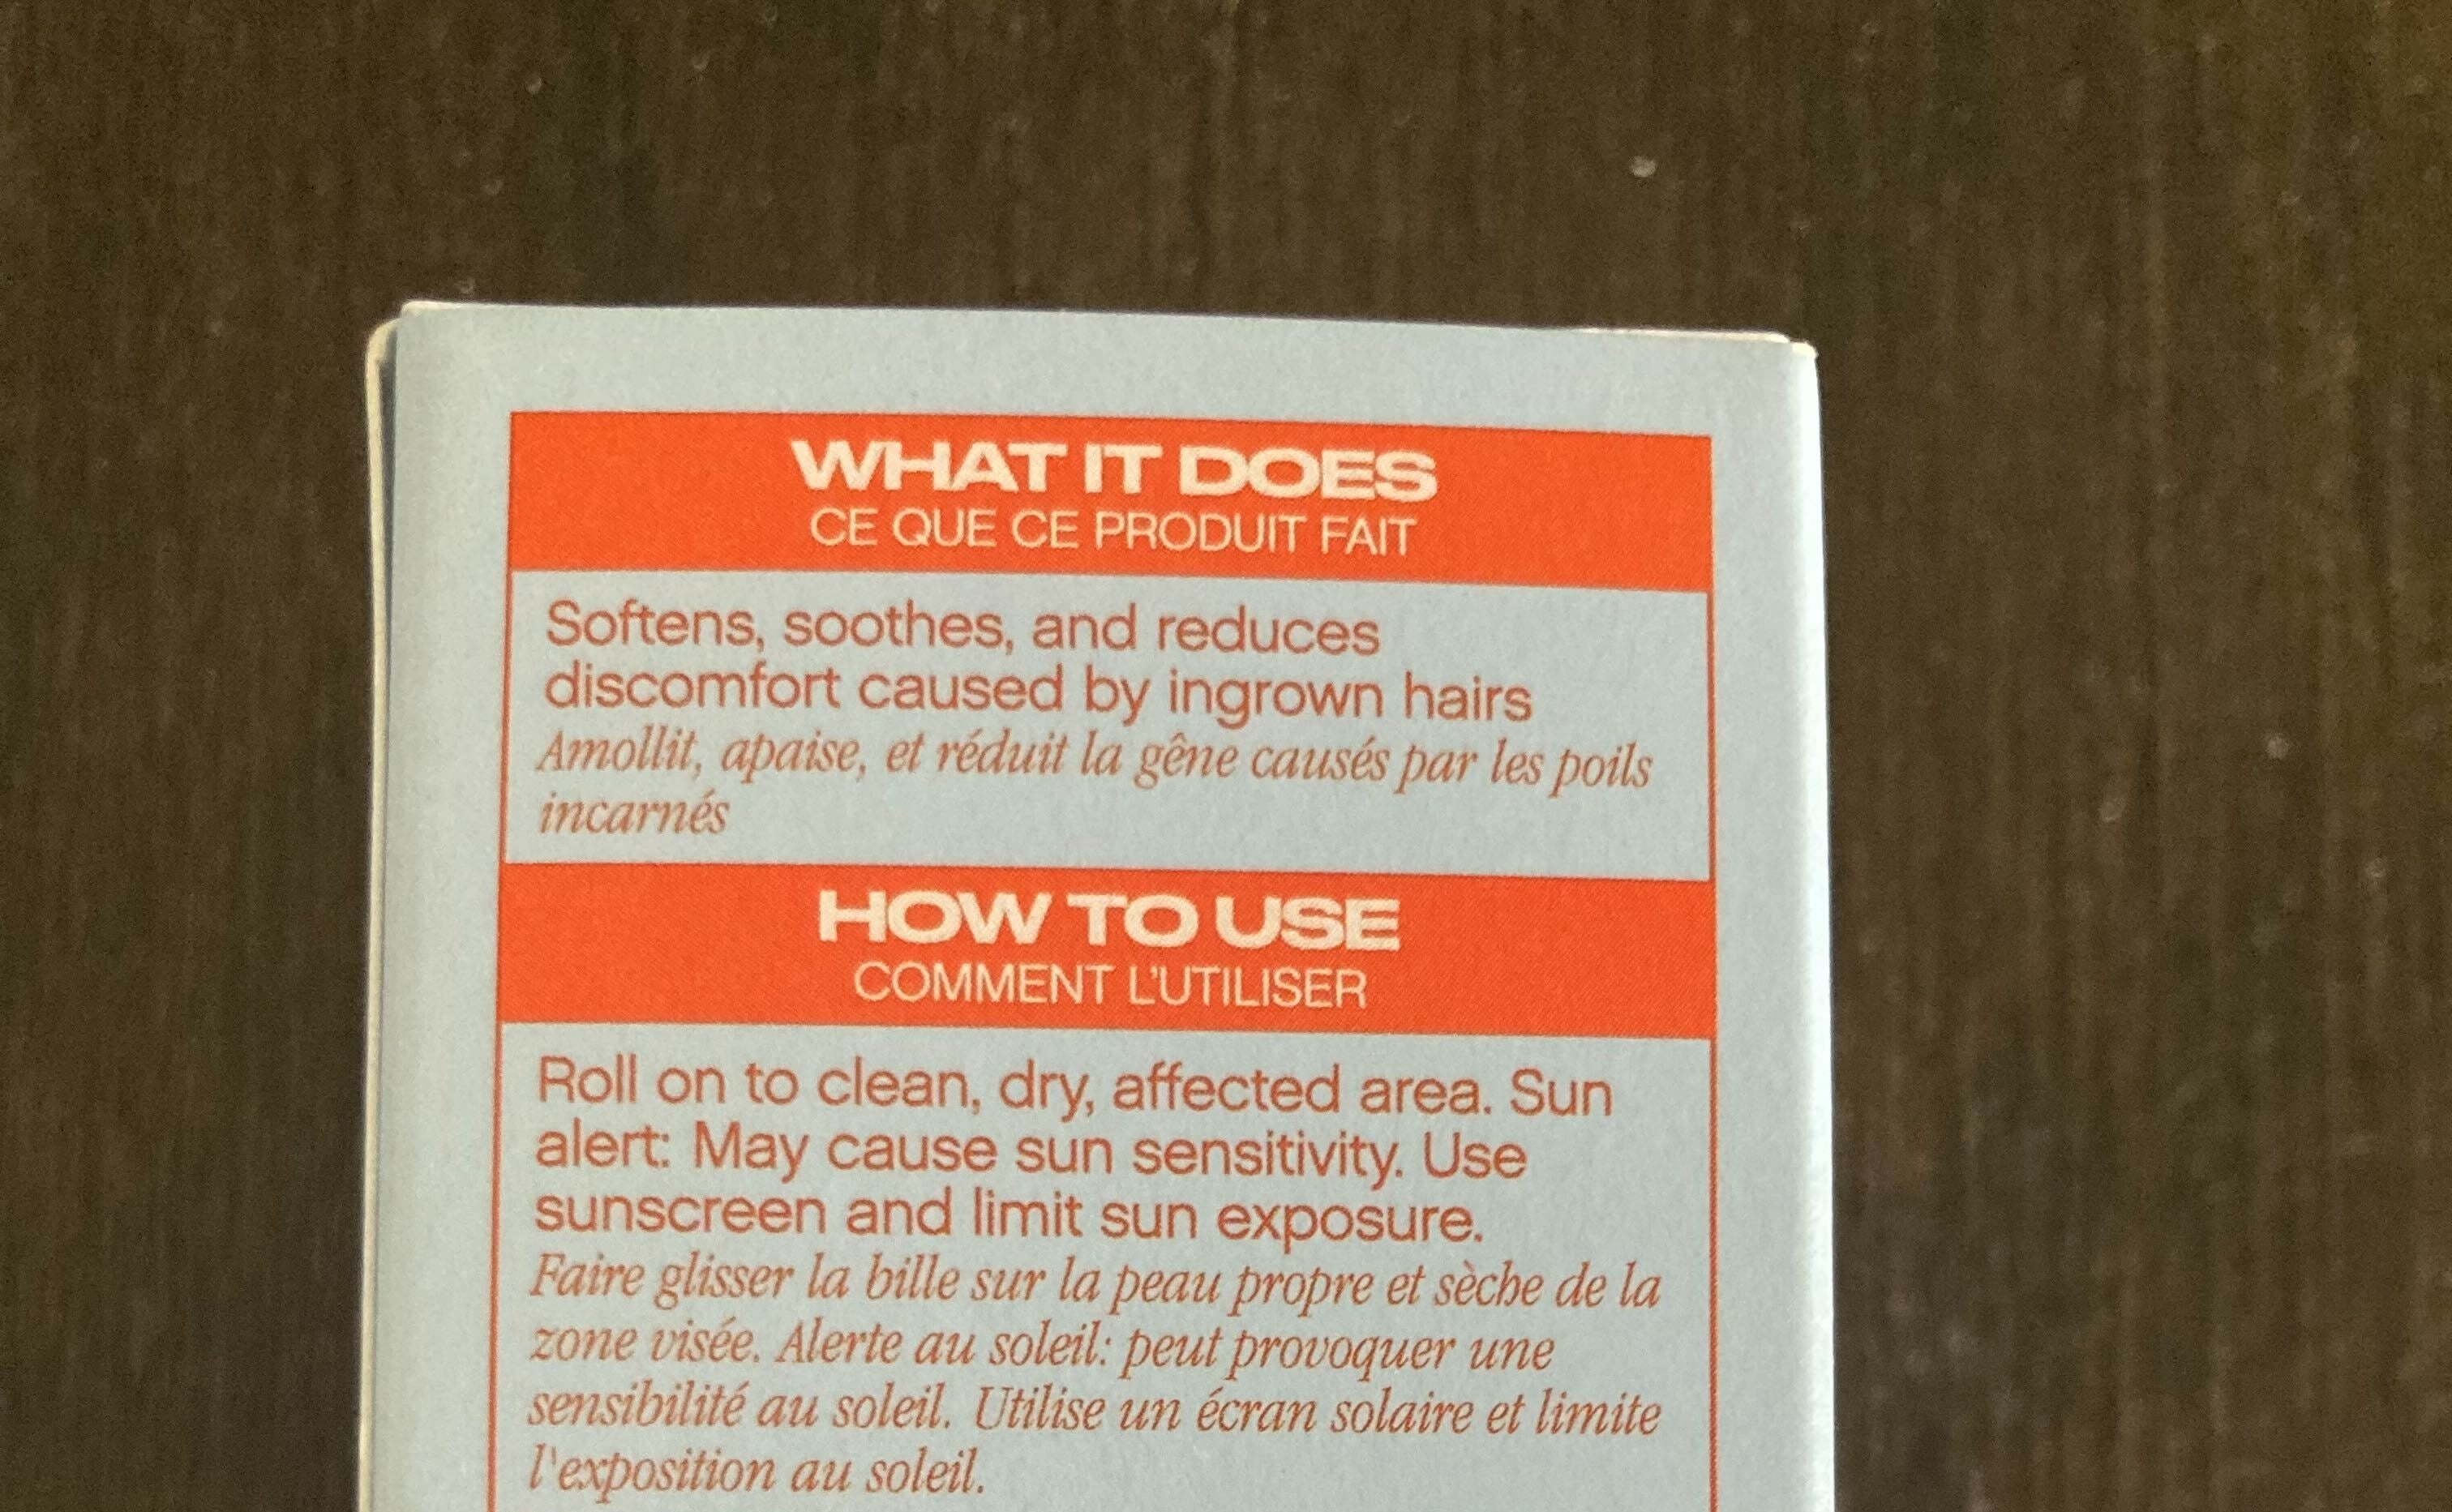 WHAT IT DOES
CE QUE CE PRODUIT FAIT
Softens, soothes, and reduces
discomfort caused by ingrown hairs
Amollit, apaise, et réduit la gêne causés par les poils
incarnés
HOW TO USE
COMMENT L'UTILISER
Roll on to clean, dry, affected area. Sun
alert: May cause sun sensitivity. Use
sunscreen and limit sun exposure.
Faire glisser la bille sur la peau propre et sèche de la
zone visée. Alerte au soleil: peut provoquer une
sensibilité au soleil. Utilise un écran solaire et limite
l'exposition au soleil.